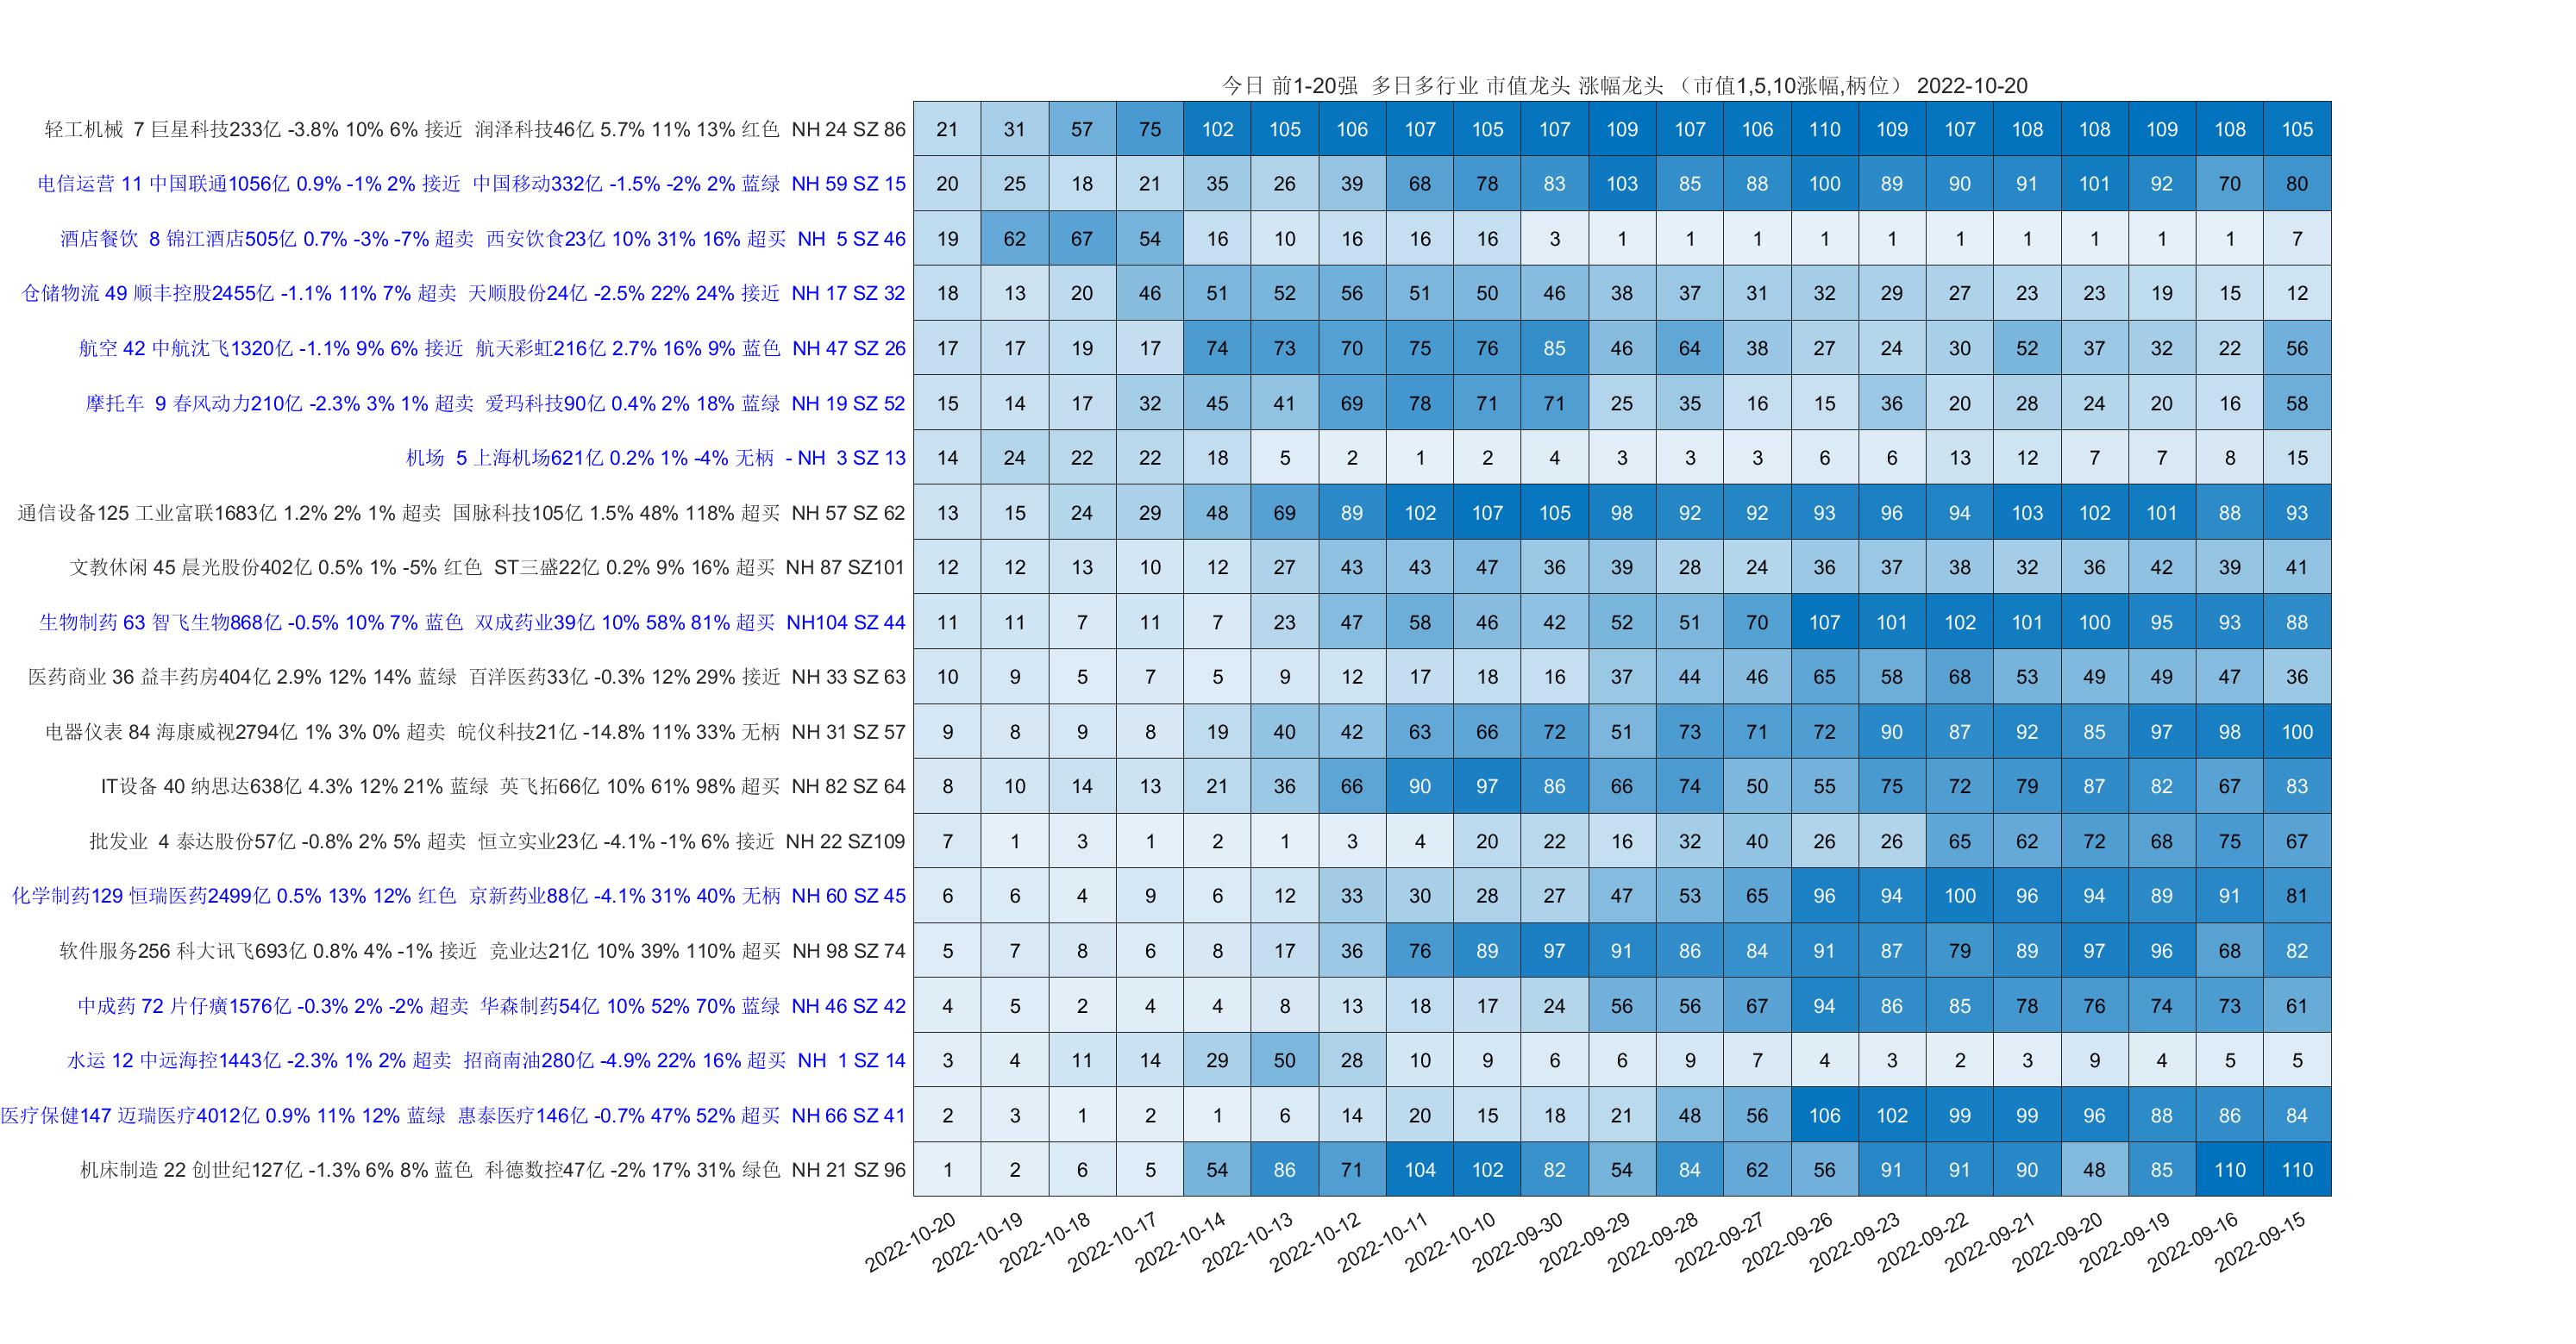 今日 前1-20强 多日多行业 市值龙头 涨幅龙头 （市值1,5,10涨幅,柄位） 2022-10-20
轻工机械 7 巨星科技233亿 -3.8% 10% 6% 接近 润泽科技46亿 5.7% 11% 13% 红色 NH 24 SZ 86 21 31 57 75 102 105 106 107 105 107 109 107 106 110 109 107 108 108 109 108 105
电信运营 11 中国联通1056亿 0.9% -1% 2% 接近 中国移动332亿 -1.5% -2% 2% 蓝绿 NH 59 SZ 15 20 25 18 21 35 26 39 68 78 83 103 85 88 100 89 90 91 101 92 70 80
酒店餐饮 8 锦江酒店505亿 0.7% -3% -7% 超卖 西安饮食23亿 10% 31% 16% 超买 NH 5 SZ 46 19 62 67 54 16 10 16 16 16 3 1 1 1 1 1 1 1 1 1 1 7
仓储物流 49 顺丰控股2455亿 -1.1% 11% 7% 超卖 天顺股份24亿 -2.5% 22% 24% 接近 NH 17 SZ 32 18 13 20 46 51 52 56 51 50 46 38 37 31 32 29 27 23 23 19 15 12
航空 42 中航沈飞1320亿 -1.1% 9% 6% 接近 航天彩虹216亿 2.7% 16% 9% 蓝色 NH 47 SZ 26 17 17 19 17 74 73 70 75 76 85 46 64 38 27 24 30 52 37 32 22 56
摩托车 9 春风动力210亿 -2.3% 3% 1% 超卖 爱玛科技90亿 0.4% 2% 18% 蓝绿 NH 19 SZ 52 15 14 17 32 45 41 69 78 71 71 25 35 16 15 36 20 28 24 20 16 58
机场 5 上海机场621亿 0.2% 1% -4% 无柄 - NH 3 SZ 13 14 24 22 22 18 5 2 1 2 4 3 3 3 6 6 13 12 7 7 8 15
通信设备125 工业富联1683亿 1.2% 2% 1% 超卖 国脉科技105亿 1.5% 48% 118% 超买 NH 57 SZ 62 13 15 24 29 48 69 89 102 107 105 98 92 92 93 96 94 103 102 101 88 93
文教休闲 45 晨光股份402亿 0.5% 1% -5% 红色 ST三盛22亿 0.2% 9% 16% 超买 NH 87 SZ101 12 12 13 10 12 27 43 43 47 36 39 28 24 36 37 38 32 36 42 39 41
生物制药 63 智飞生物868亿 -0.5% 10% 7% 蓝色 双成药业39亿 10% 58% 81% 超买 NH104 SZ 44 11 11 7 11 7 23 47 58 46 42 52 51 70 107 101 102 101 100 95 93 88
医药商业 36 益丰药房404亿 2.9% 12% 14% 蓝绿 百洋医药33亿 -0.3% 12% 29% 接近 NH 33 SZ 63 10 9 5 7 5 9 12 17 18 16 37 44 46 65 58 68 53 49 49 47 36
电器仪表 84 海康威视2794亿 1% 3% 0% 超卖 皖仪科技21亿 -14.8% 11% 33% 无柄 NH 31 SZ 57 9 8 9 8 19 40 42 63 66 72 51 73 71 72 90 87 92 85 97 98 100
IT设备 40 纳思达638亿 4.3% 12% 21% 蓝绿 英飞拓66亿 10% 61% 98% 超买 NH 82 SZ 64 8 10 14 13 21 36 66 90 97 86 66 74 50 55 75 72 79 87 82 67 83
批发业 4 泰达股份57亿 -0.8% 2% 5% 超卖 恒立实业23亿 -4.1% -1% 6% 接近 NH 22 SZ109 7 1 3 1 2 1 3 4 20 22 16 32 40 26 26 65 62 72 68 75 67
化学制药129 恒瑞医药2499亿 0.5% 13% 12% 红色 京新药业88亿 -4.1% 31% 40% 无柄 NH 60 SZ 45 6 6 4 9 6 12 33 30 28 27 47 53 65 96 94 100 96 94 89 91 81
软件服务256 科大讯飞693亿 0.8% 4% -1% 接近 竞业达21亿 10% 39% 110% 超买 NH 98 SZ 74 5 7 8 6 8 17 36 76 89 97 91 86 84 91 87 79 89 97 96 68 82
中成药 72 片仔癀1576亿 -0.3% 2% -2% 超卖 华森制药54亿 10% 52% 70% 蓝绿 NH 46 SZ 42 4 5 2 4 4 8 13 18 17 24 56 56 67 94 86 85 78 76 74 73 61
水运 12 中远海控1443亿 -2.3% 1% 2% 超卖 招商南油280亿 -4.9% 22% 16% 超买 NH 1 SZ 14 3 4 11 14 29 50 28 10 9 6 6 9 7 4 3 2 3 9 4 5 5
医疗保健147 迈瑞医疗4012亿 0.9% 11% 12% 蓝绿 惠泰医疗146亿 -0.7% 47% 52% 超买 NH 66 SZ 41 2 3 1 2 1 6 14 20 15 18 21 48 56 106 102 99 99 96 88 86 84
机床制造 22 创世纪127亿 -1.3% 6% 8% 蓝色 科德数控47亿 -2% 17% 31% 绿色 NH 21 SZ 96 1 2 6 5 54 86 71 104 102 82 54 84 62 56 91 91 90 48 85 110 110
2022-10-20 2022-10-19 2022-10-18 2022-10-17 2022-10-14 2022-10-13 2022-10-12 2022-10-11 2022-10-10 2022-09-30 2022-09-29 2022-09-28 2022-09-27 2022-09-26 2022-09-23 2022-09-22 2022-09-21 2022-09-20 2022-09-19 2022-09-16 2022-09-15